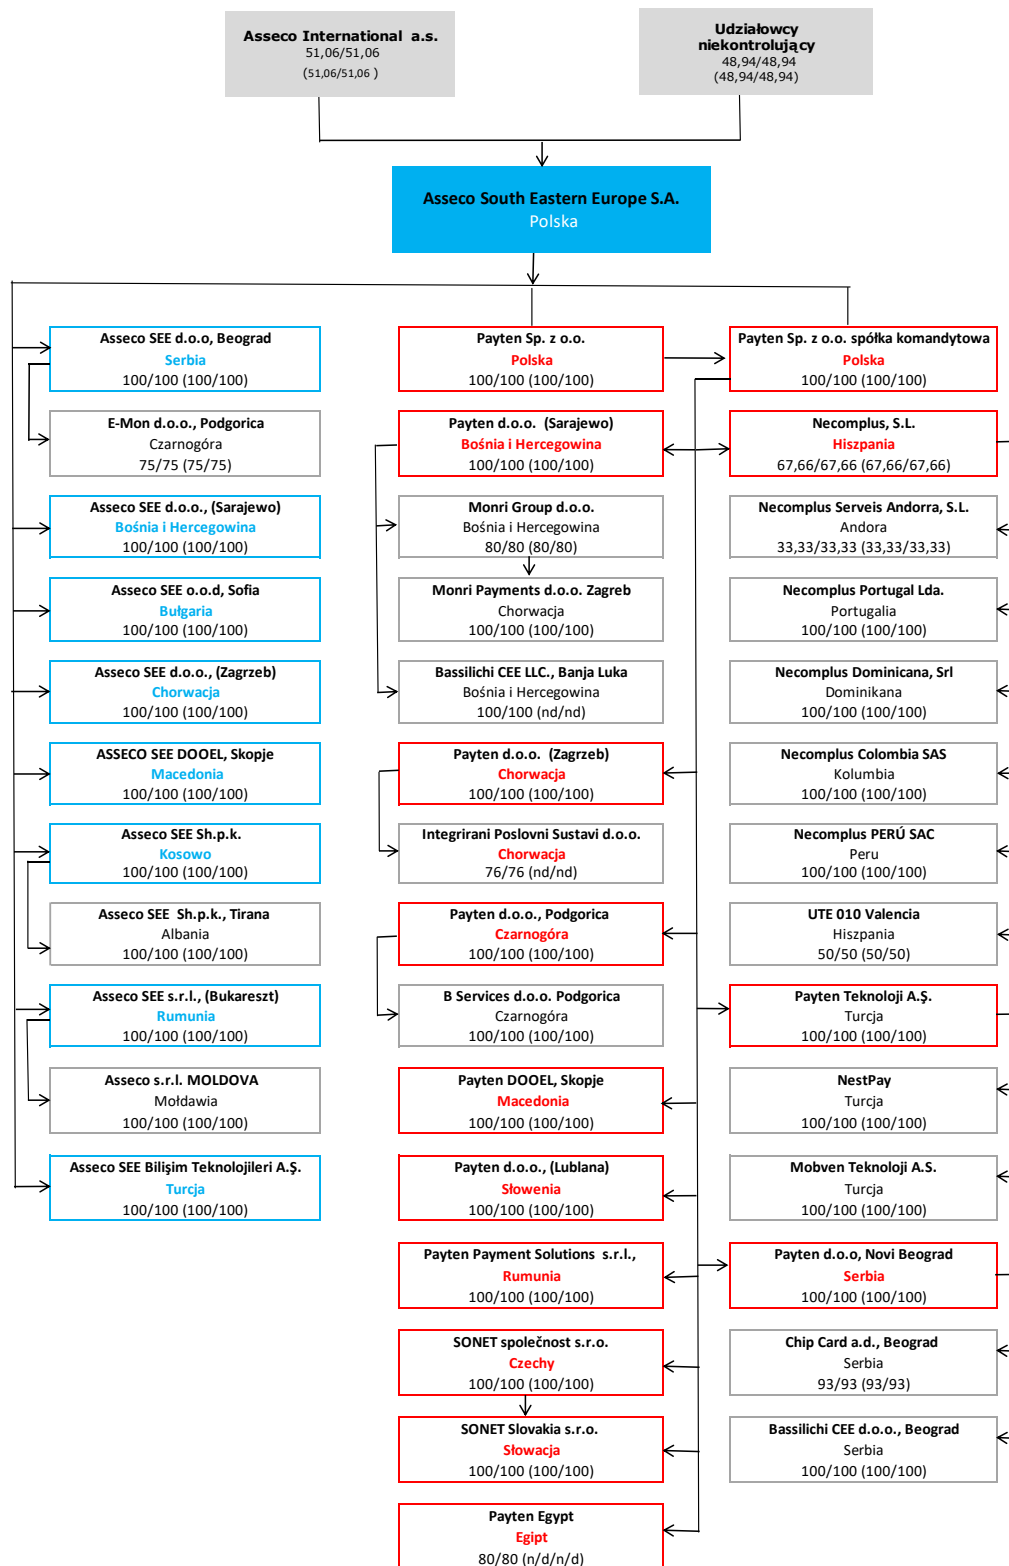 Asseco International a.s.
51,06/51,06
(51,06/51,06 )
Udziałowcy
niekontrolujący
48,94/48,94
(48,94/48,94)
Asseco South Eastern Europe S.A.
Polska
Asseco SEE d.o.o, Beograd
Serbia
100/100 (100/100)
E-Mon d.o.o., Podgorica
Czarnogóra
75/75 (75/75)
Asseco SEE d.o.o., (Sarajewo)
Bośnia i Hercegowina
100/100 (100/100)
Asseco SEE o.o.d, Sofia
Bułgaria
100/100 (100/100)
Asseco SEE d.o.o., (Zagrzeb)
Chorwacja
100/100 (100/100)
ASSECO SEE DOOEL, Skopje
Macedonia
100/100 (100/100)
Asseco SEE Sh.p.k.
Kosowo
100/100 (100/100)
Asseco SEE Sh.p.k., Tirana
Albania
100/100 (100/100)
Asseco SEE s.r.l., (Bukareszt)
Rumunia
100/100 (100/100)
Asseco s.r.l. MOLDOVA
Mołdawia
100/100 (100/100)
Asseco SEE Bilişim Teknolojileri A.Ş.
Turcja
100/100 (100/100)
Payten Sp. z o.o.
Polska
100/100 (100/100)
Payten d.o.o. (Sarajewo)
Bośnia i Hercegowina
100/100 (100/100)
Monri Group d.o.o.
Bośnia i Hercegowina
80/80 (80/80)
Monri Payments d.o.o. Zagreb
Chorwacja
100/100 (100/100)
Bassilichi CEE LLC., Banja Luka
Bośnia i Hercegowina
100/100 (nd/nd)
Payten d.o.o. (Zagrzeb)
Chorwacja
100/100 (100/100)
Integrirani Poslovni Sustavi d.o.o.
Chorwacja
76/76 (nd/nd)
Payten d.o.o., Podgorica
Czarnogóra
100/100 (100/100)
B Services d.o.o. Podgorica
Czarnogóra
100/100 (100/100)
Payten DOOEL, Skopje
Macedonia
100/100 (100/100)
Payten d.o.o., (Lublana)
Słowenia
100/100 (100/100)
Payten Payment Solutions s.r.l.,
Rumunia
100/100 (100/100)
SONET společnost s.r.o.
Czechy
100/100 (100/100)
SONET Slovakia s.r.o.
Słowacja
100/100 (100/100)
Payten Egypt
Egipt
80/80 (n/d/n/d)
Payten Sp. z o.o. spółka komandytowa
Polska
100/100 (100/100)
Necomplus, S.L.
Hiszpania
67,66/67,66 (67,66/67,66)
Necomplus Serveis Andorra, S.L.
Andora
33,33/33,33 (33,33/33,33)
Necomplus Portugal Lda.
Portugalia
100/100 (100/100)
Necomplus Dominicana, Srl
Dominikana
100/100 (100/100)
Necomplus Colombia SAS
Kolumbia
100/100 (100/100)
Necomplus PERÚ SAC
Peru
100/100 (100/100)
UTE 010 Valencia
Hiszpania
50/50 (50/50)
Payten Teknoloji A.Ş.
Turcja
100/100 (100/100)
NestPay
Turcja
100/100 (100/100)
Mobven Teknoloji A.S.
Turcja
100/100 (100/100)
Payten d.o.o, Novi Beograd
Serbia
100/100 (100/100)
Chip Card a.d., Beograd
Serbia
93/93 (93/93)
Bassilichi CEE d.o.o., Beograd
Serbia
100/100 (100/100)